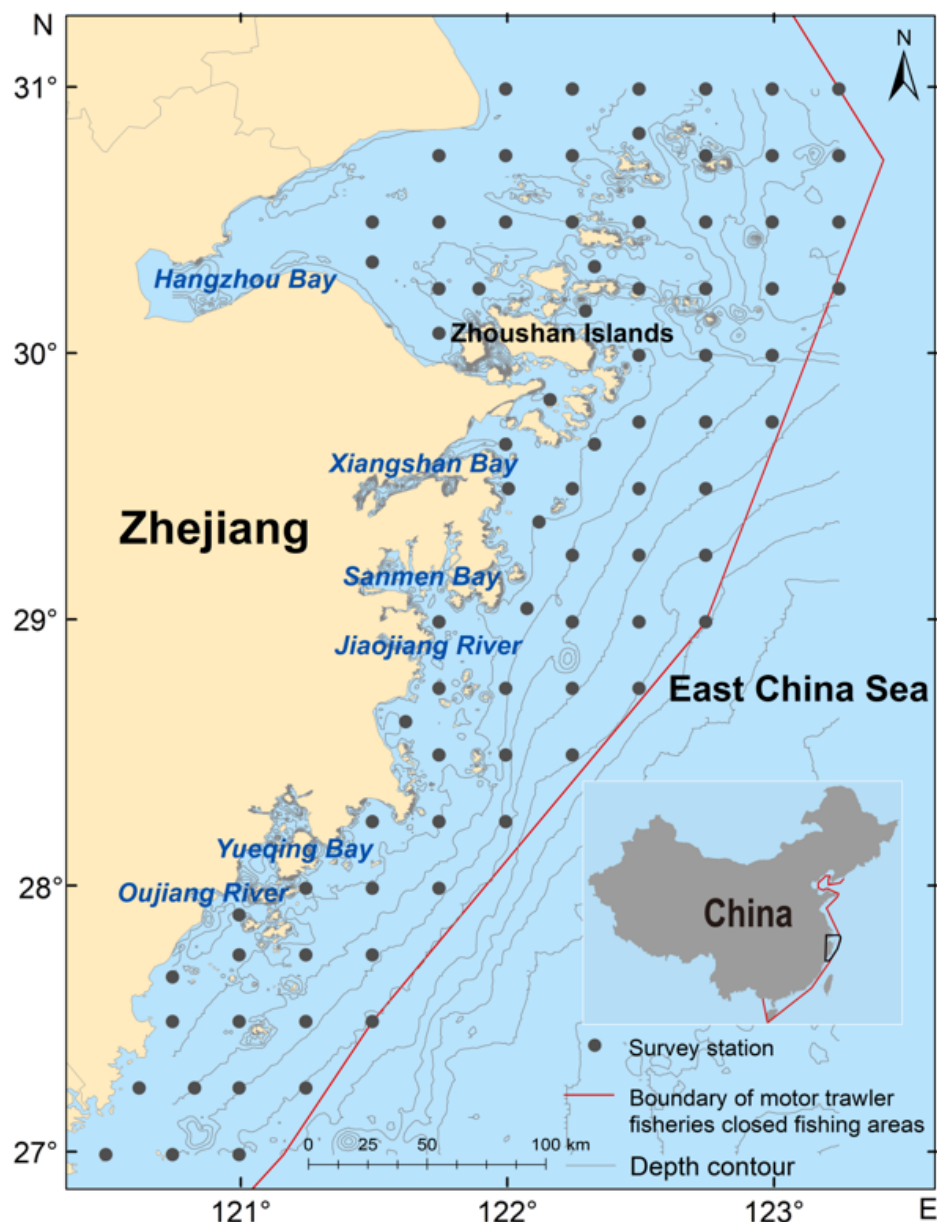 N
31°
30°
29°
28°
27°
121°
122°
123°
E
N
Hangzhou Bay
Zhoushan Islands
Xiangshan Bay
Zhejiang
Sanmen Bay
Jiaojiang River
East China Sea
Yueqing Bay
Oujiang River
China
Survey station
Boundary of motor trawler
fisheries closed fishing areas
Depth contour
0 25 50 100 km